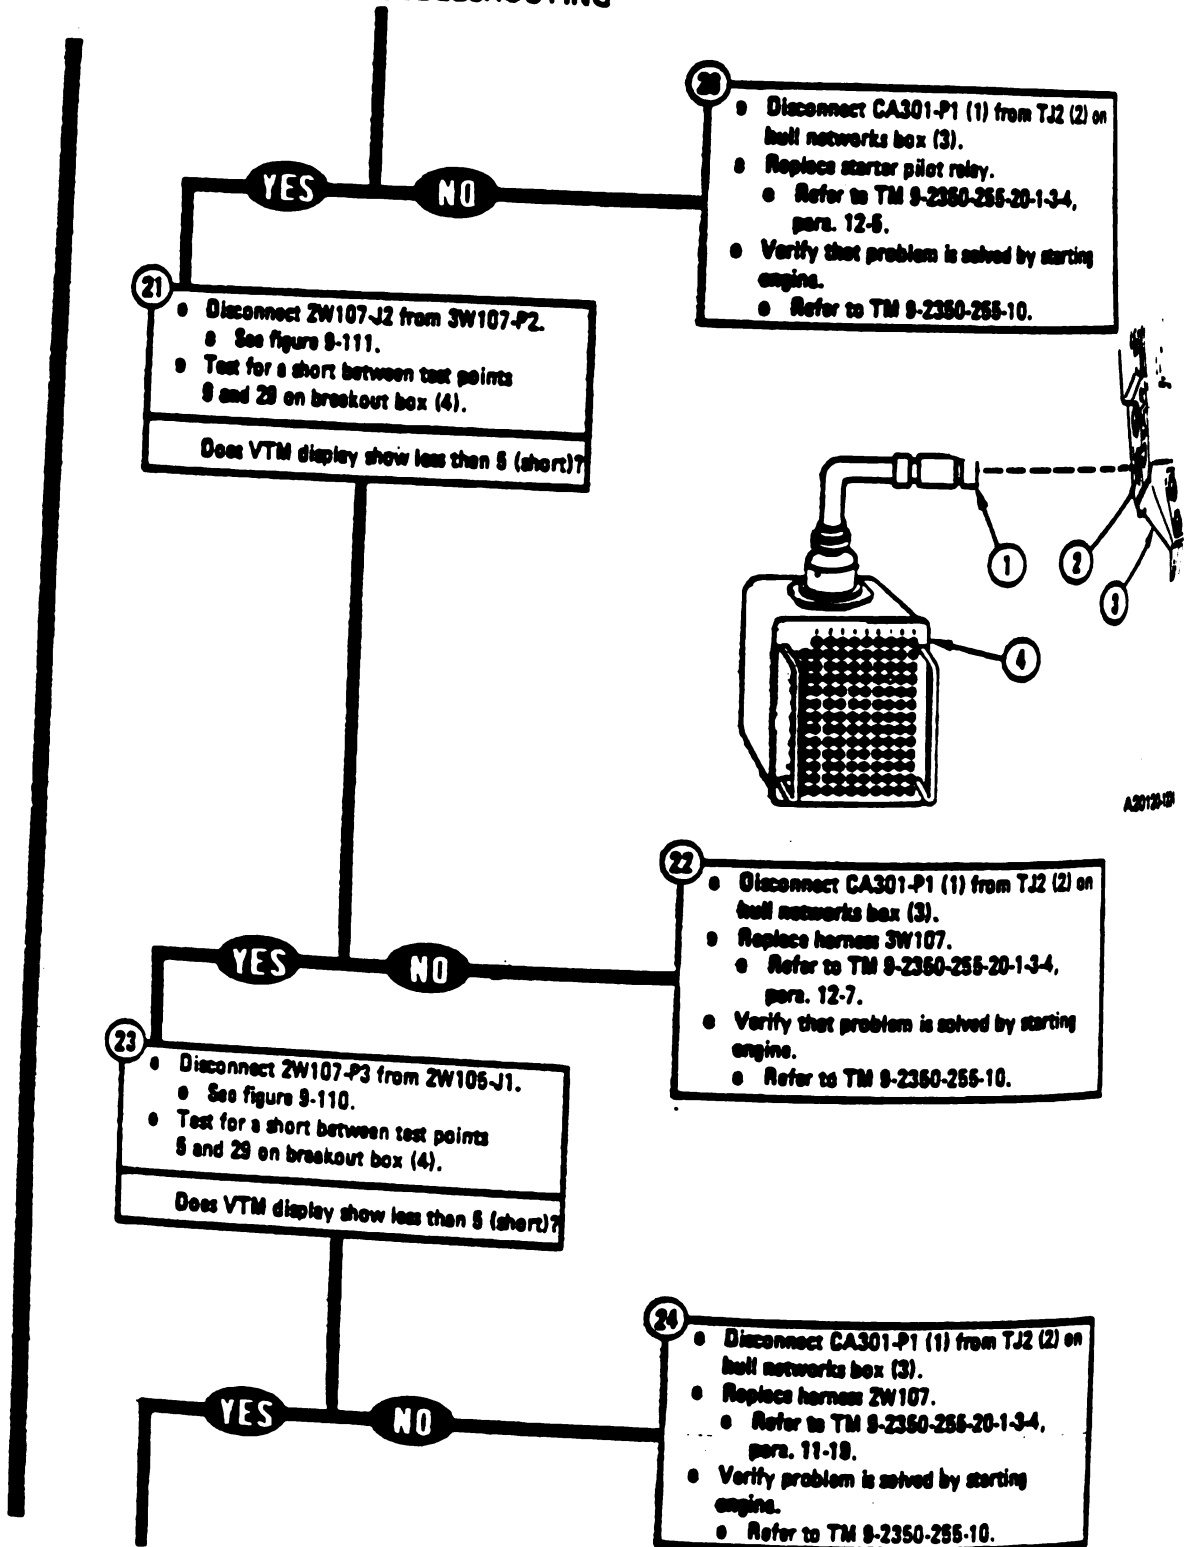 20
• Disconnect CA301-P1 (1) from TJ2 (2) on
hull networks box (3).
• Replace starter pilot relay.
• Refer to TM 9-2350-255-20-1-3-4,
para. 12-6.
• Verify that problem is solved by starting
engine.
• Refer to TM 9-2350-255-10.
YES
NO
21
• Disconnect 2W107-J2 from 3W107-P2.
• See figure 9-111.
• Test for a short between test points
9 and 29 on breakout box (4).
Does VTM display show less than 5 (short)?
1
2
3
4
22
• Disconnect CA301-P1 (1) from TJ2 (2) on
hull networks box (3).
• Replace harness 3W107.
• Refer to TM 9-2350-255-20-1-3-4,
para. 12-7.
• Verify that problem is solved by starting
engine.
• Refer to TM 9-2350-255-10.
YES
NO
23
• Disconnect 2W107-P3 from 2W105-J1.
• See figure 9-110.
• Test for a short between test points
5 and 29 on breakout box (4).
Does VTM display show less than 5 (short)?
24
• Disconnect CA301-P1 (1) from TJ2 (2) on
hull networks box (3).
• Replace harness 2W107.
• Refer to TM 9-2350-255-20-1-3-4,
para. 11-19.
• Verify problem is solved by starting
engine.
• Refer to TM 9-2350-255-10.
YES
NO